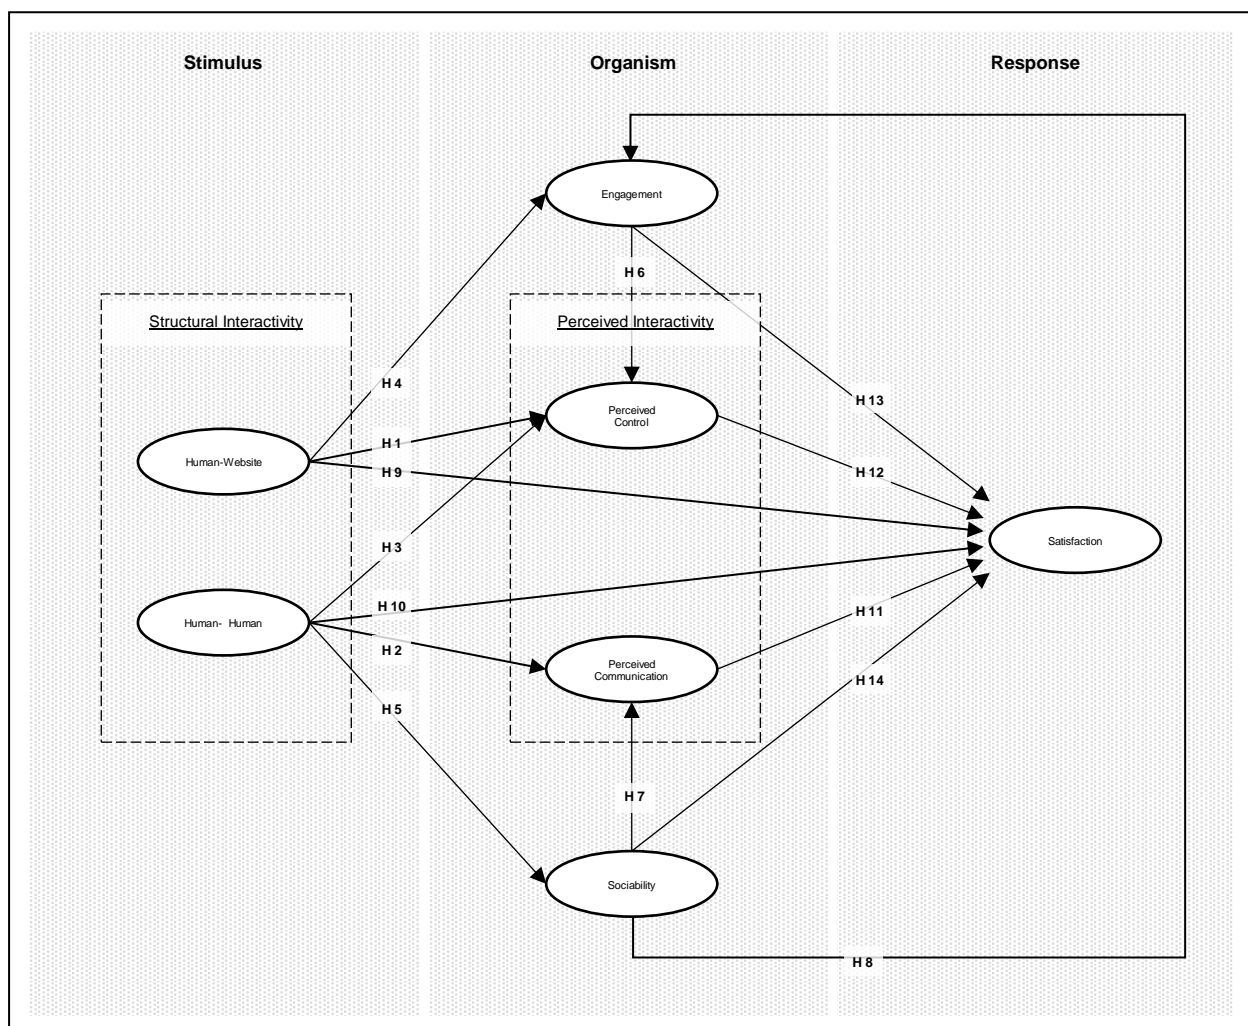 Stimulus
Organism
Response
Engagement
H 6
Structural Interactivity
Perceived Interactivity
H 4
H 13
Perceived
Control
H 1
Human-Website
H 9
H 12
H 3
Satisfaction
H 10
H 11
Human- Human
H 2
Perceived
Communication
H 14
H 5
H 7
Sociability
H 8